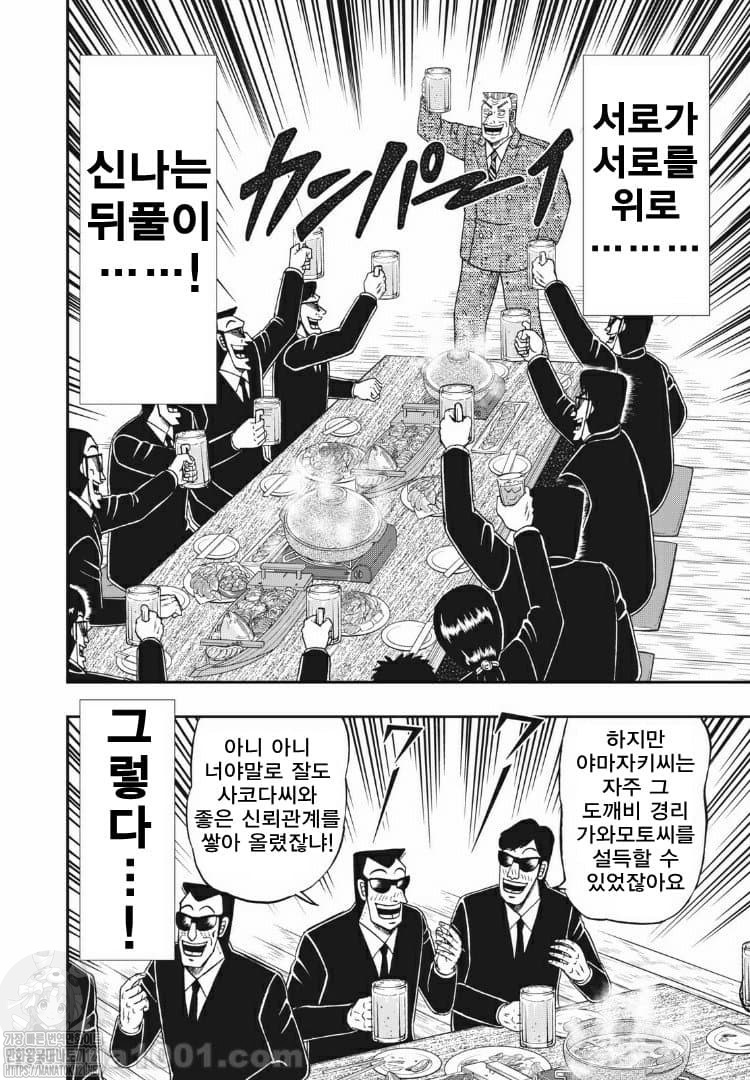 서로가
서로를
위로
………
カンパーイ
신나는
뒤풀이
……!
하지만
야마자키씨는
자주 그
도깨비 경리
가와모토씨를
설득할 수
있었잖아요
아니 아니
너야말로 잘도
사코다씨와
좋은 신뢰관계를
쌓아 올렸잖냐!
그렇다…!